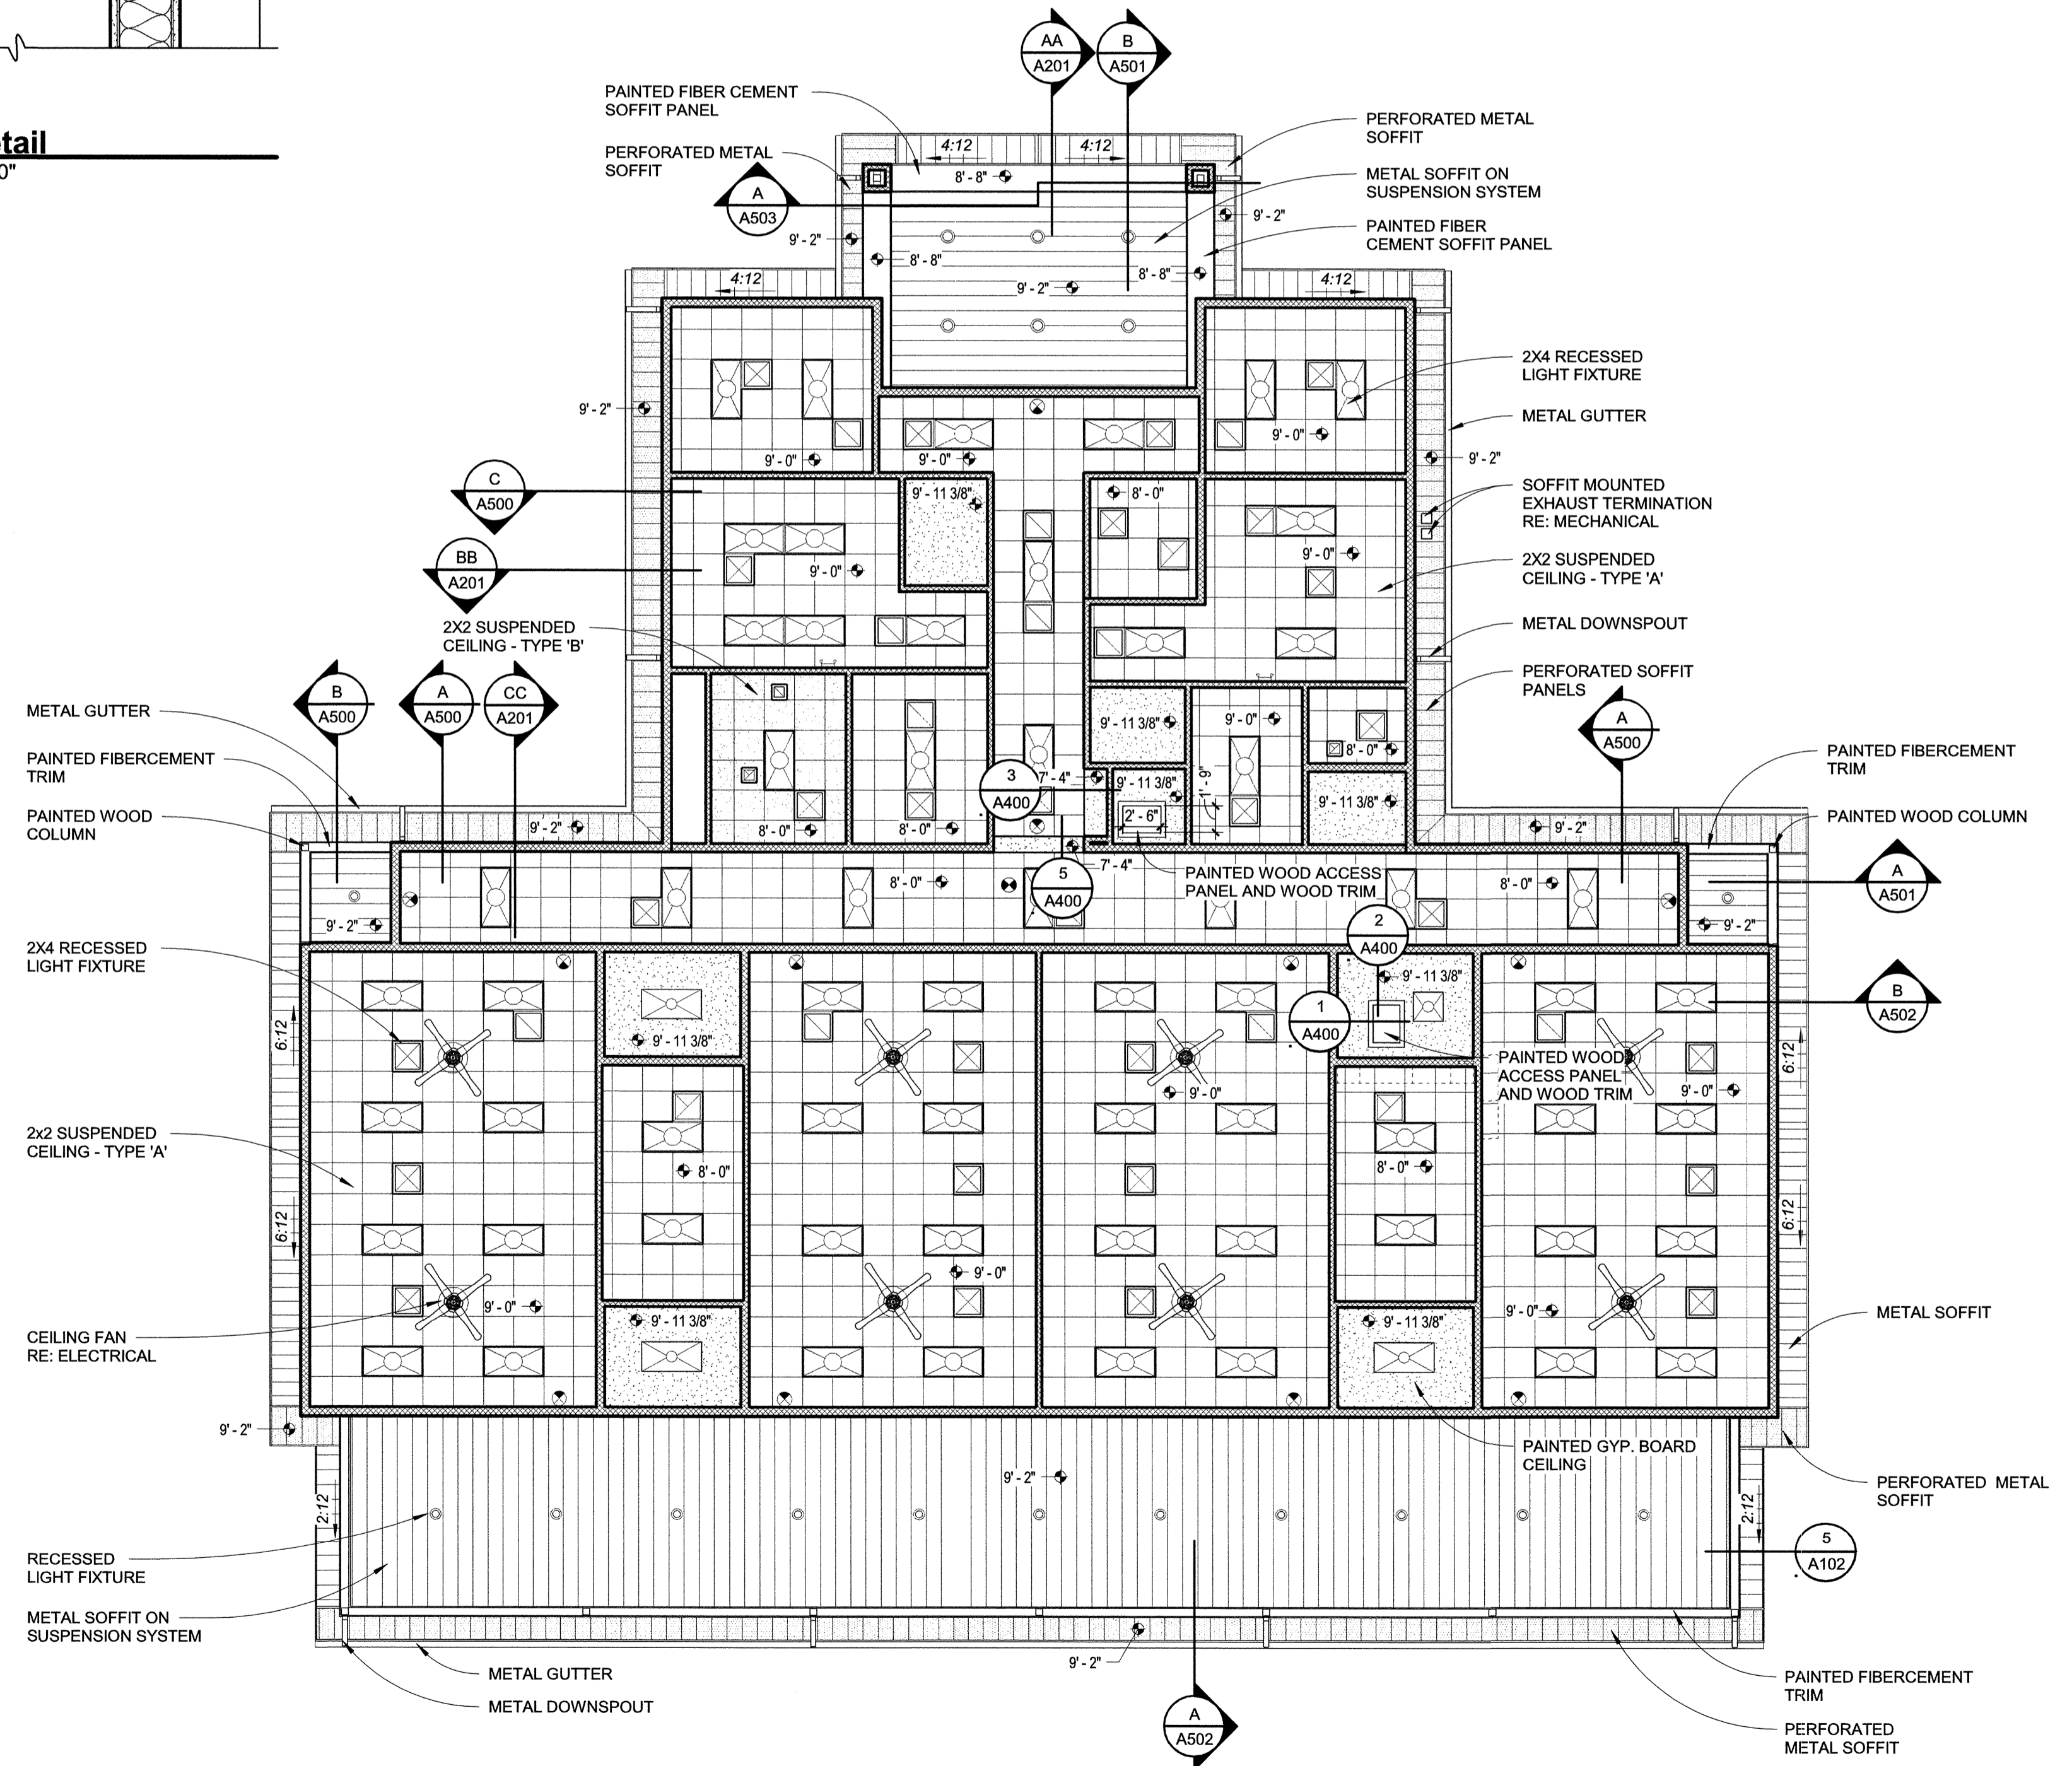 etail
0"
AA
A201
B
A501
PAINTED FIBER CEMENT
SOFFIT PANEL
PERFORATED METAL
SOFFIT
PERFORATED METAL
SOFFIT
4:12
4:12
8' - 8"
METAL SOFFIT ON
SUSPENSION SYSTEM
A
A503
9' - 2"
9' - 2"
PAINTED FIBER
CEMENT SOFFIT PANEL
8' - 8"
8' - 8"
9' - 2"
4:12
4:12
2X4 RECESSED
LIGHT FIXTURE
9' - 2"
METAL GUTTER
9' - 0"
9' - 0"
9' - 0"
9' - 2"
C
A500
9' - 11 3/8"
8' - 0"
SOFFIT MOUNTED
EXHAUST TERMINATION
RE: MECHANICAL
BB
A201
9' - 0"
9' - 0"
2X2 SUSPENDED
CEILING - TYPE 'A'
2X2 SUSPENDED
CEILING - TYPE 'B'
METAL DOWNSPOUT
PERFORATED SOFFIT
PANELS
B
A500
A
A500
CC
A201
METAL GUTTER
9' - 11 3/8"
9' - 0"
8' - 0"
A
A500
PAINTED FIBERCEMENT
TRIM
PAINTED FIBERCEMENT
TRIM
3
A400
7' - 4"
9' - 11 3/8"
1' - 9"
9' - 11 3/8"
2' - 6"
PAINTED WOOD
COLUMN
9' - 2"
8' - 0"
8' - 0"
9' - 2"
PAINTED WOOD COLUMN
7' - 4"
5
A400
PAINTED WOOD ACCESS
PANEL AND WOOD TRIM
8' - 0"
8' - 0"
A
A501
9' - 2"
9' - 2"
2
A400
2X4 RECESSED
LIGHT FIXTURE
9' - 11 3/8"
B
A502
1
A400
6:12
9' - 11 3/8"
6:12
PAINTED WOOD
ACCESS PANEL
AND WOOD TRIM
9' - 0"
9' - 0"
2x2 SUSPENDED
CEILING - TYPE 'A'
8' - 0"
8' - 0"
6:12
6:12
9' - 0"
9' - 0"
9' - 0"
METAL SOFFIT
CEILING FAN
RE: ELECTRICAL
9' - 11 3/8"
9' - 11 3/8"
9' - 2"
PAINTED GYP. BOARD
CEILING
9' - 2"
PERFORATED METAL
SOFFIT
2:12
2:12
5
A102
RECESSED
LIGHT FIXTURE
METAL SOFFIT ON
SUSPENSION SYSTEM
9' - 2"
METAL GUTTER
METAL DOWNSPOUT
PAINTED FIBERCEMENT
TRIM
A
A502
PERFORATED
METAL SOFFIT